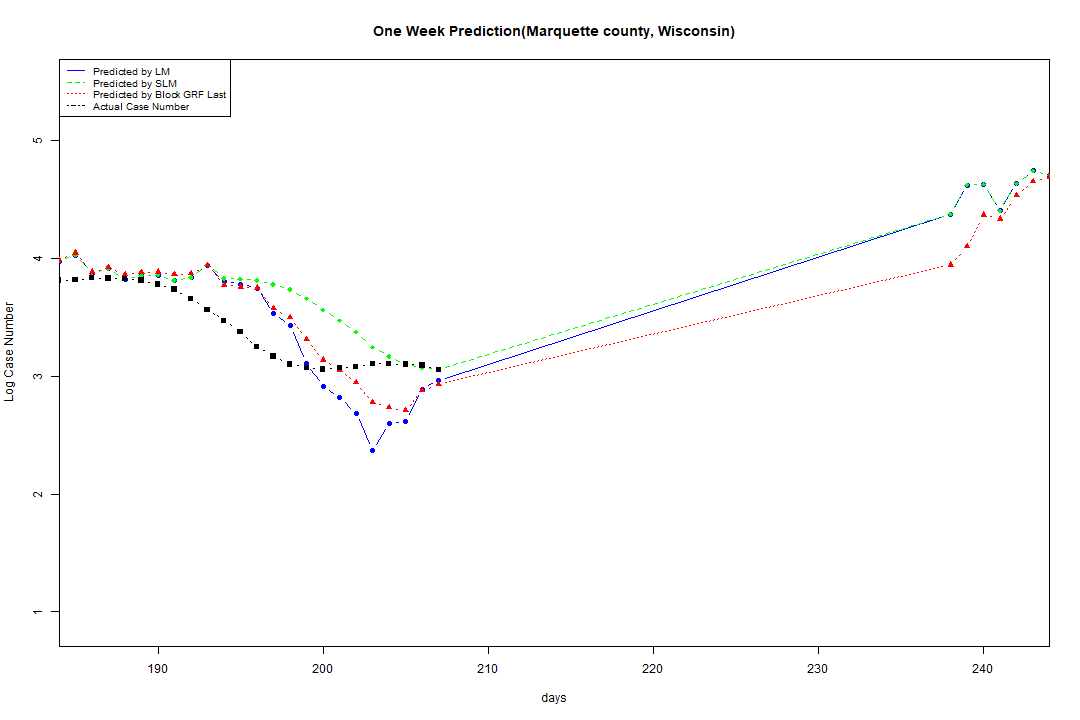 One Week Prediction(Marquette county, Wisconsin)
Predicted by LM
Predicted by SLM
Predicted by Block GRF Last
Actual Case Number
5
4
3
2
1
Log Case Number
190 200 210 220 230 240
days